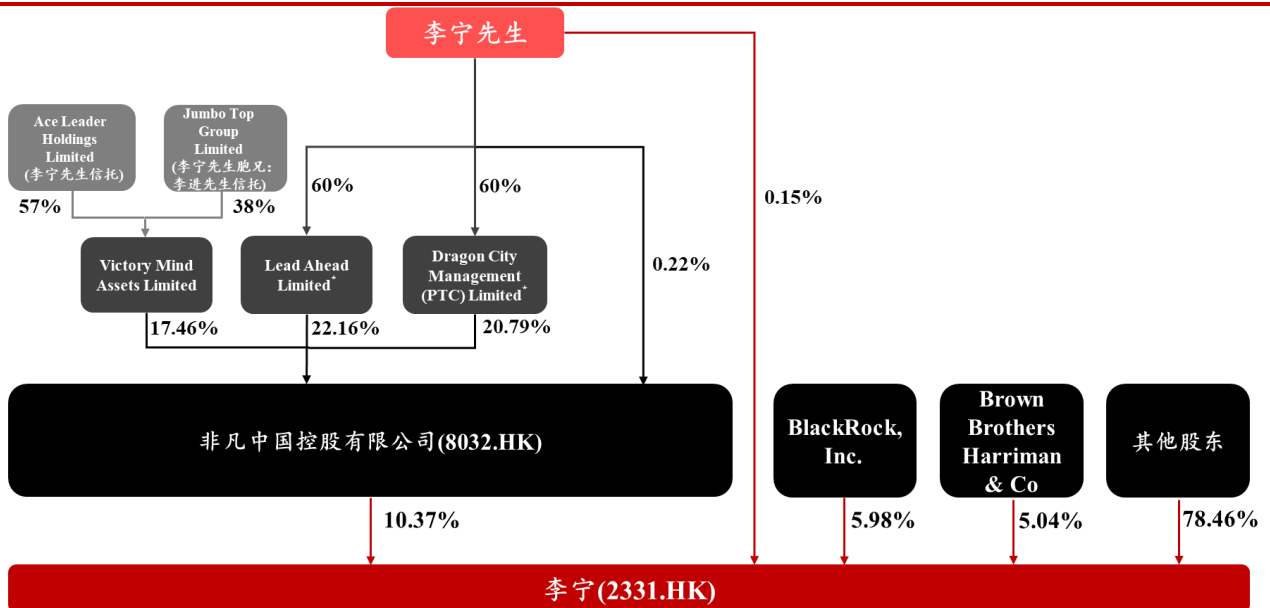 李宁先生
Ace Leader
Holdings
Limited
(李宁先生信托)
Jumbo Top
Group
Limited
(李宁先生胞兄:
李进先生信托)
57%
38%
60%
60%
0.15%
Victory Mind
Assets Limited
Lead Ahead
Limited+
Dragon City
Management
(PTC) Limited+
0.22%
17.46%
22.16%
20.79%
非凡中国控股有限公司(8032.HK)
BlackRock,
Inc.
Brown
Brothers
Harriman
& Co
其他股东
10.37%
5.98%
5.04%
78.46%
李宁(2331.HK)